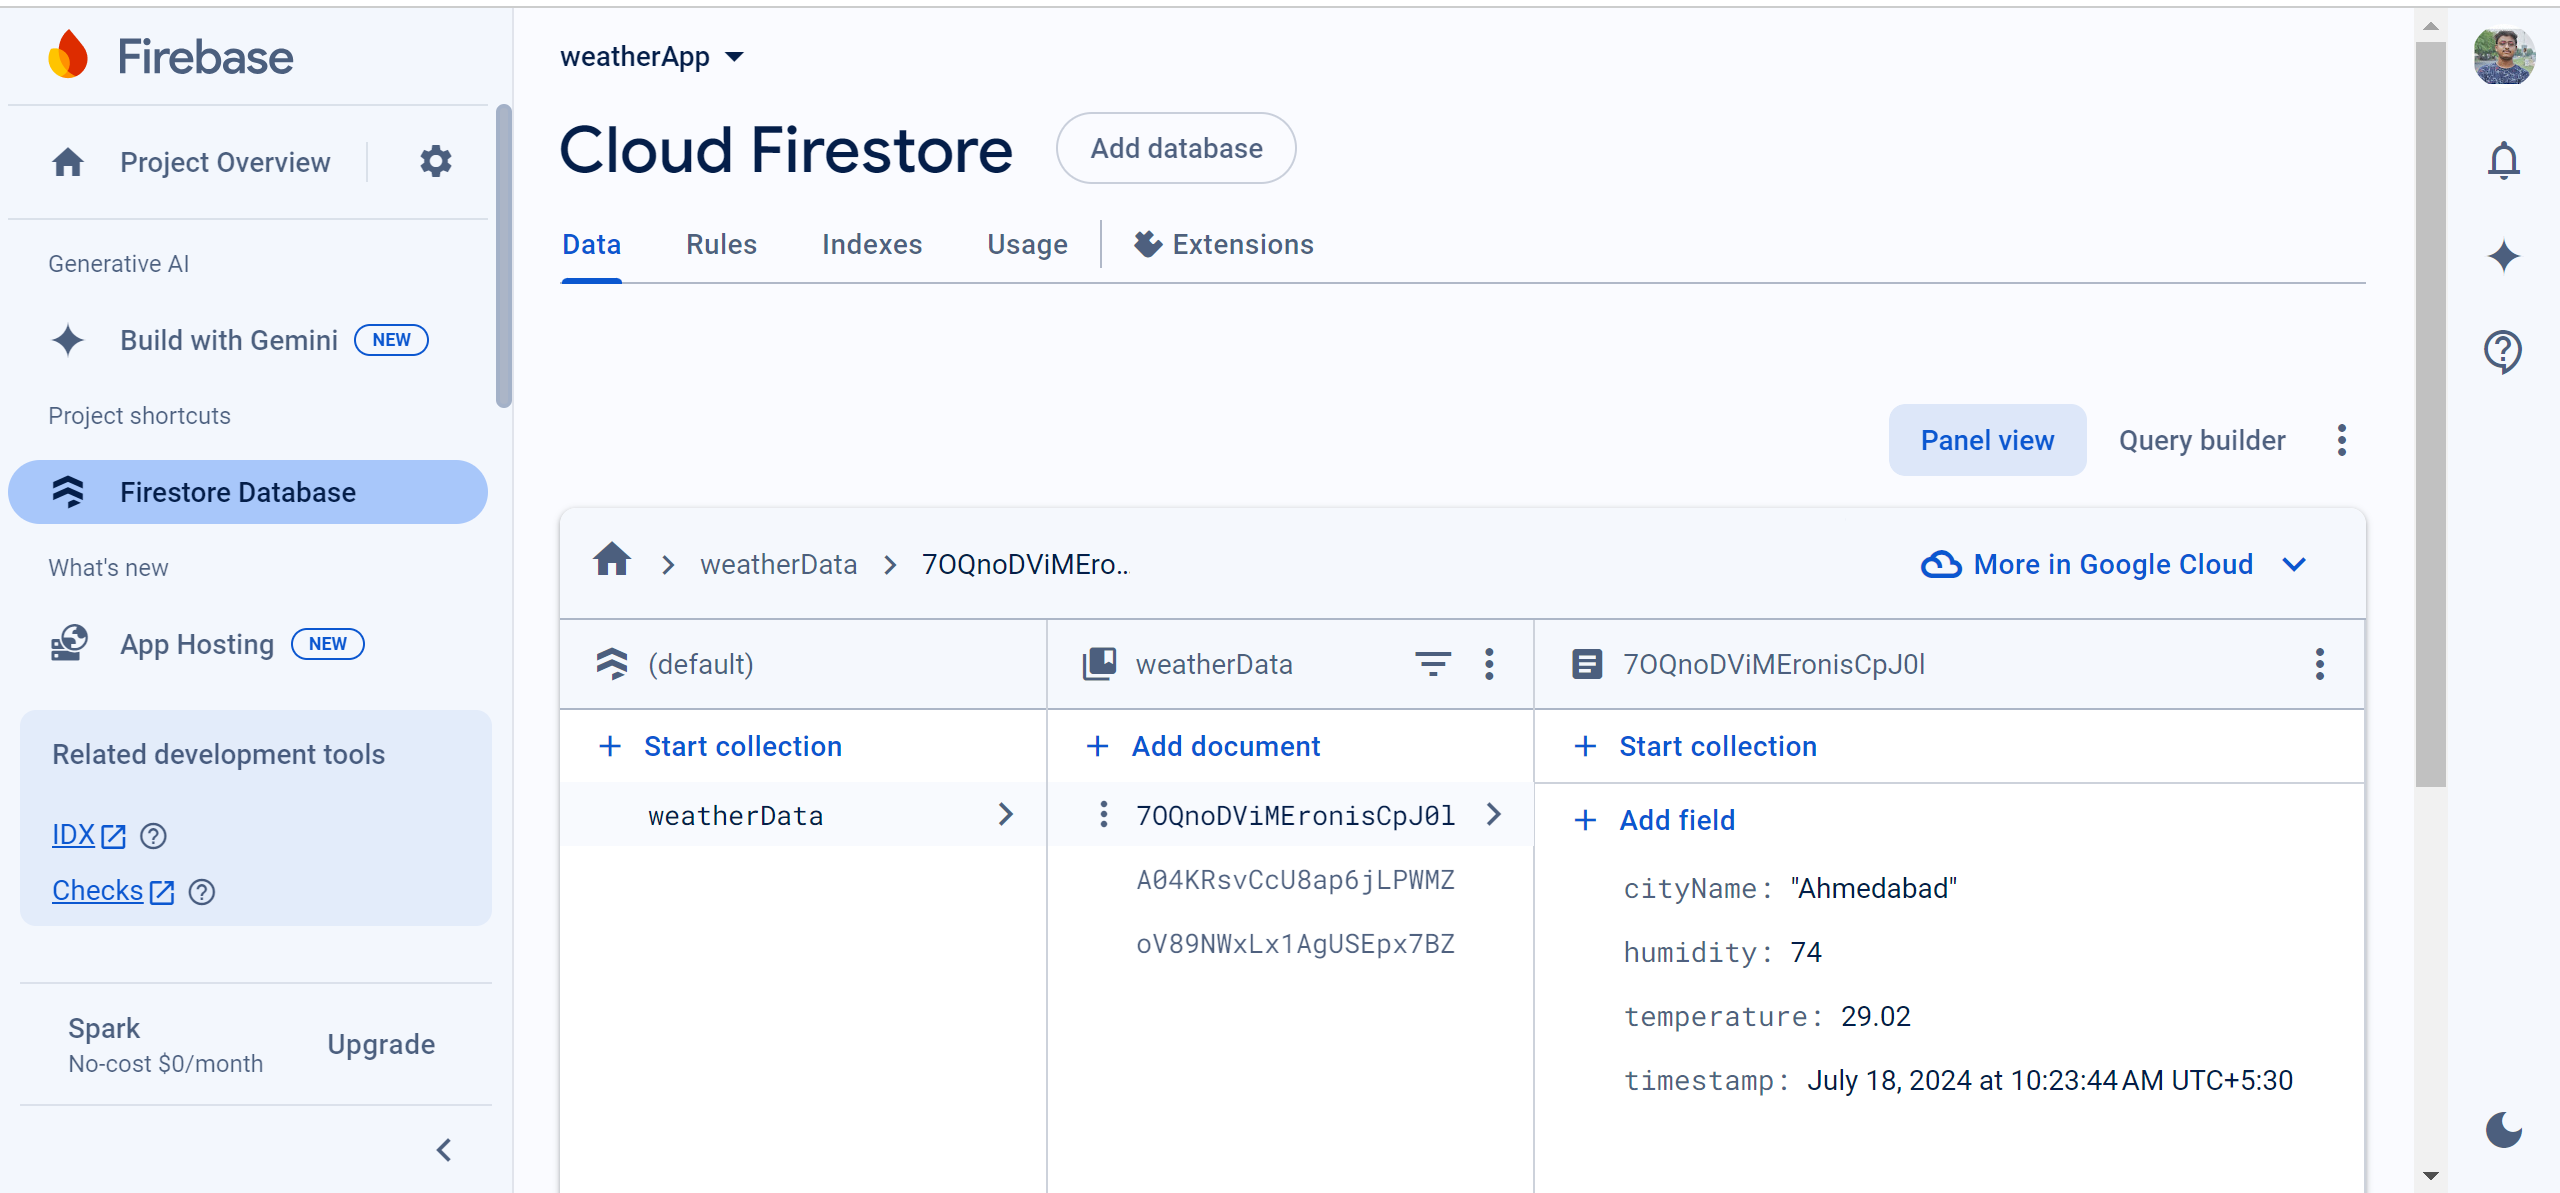 Firebase
Project Overview
Generative AI
Build with Gemini NEW
Project shortcuts
Firestore Database
What's new
App Hosting NEW
Related development tools
IDX
Checks
Spark
No-cost $0/month
Upgrade
weatherApp
Cloud Firestore
Add database
Data Rules Indexes Usage Extensions
Panel view Query builder
weatherData 7OQnoDViMEro…
More in Google Cloud
(default)
Start collection
weatherData
weatherData
Add document
7OQnoDViMEronisCpJ0l
A04KRsvCcU8ap6jLPWMZ
oV89NWxLx1AgUSEpx7BZ
7OQnoDViMEronisCpJ0l
Start collection
Add field
cityName: "Ahmedabad"
humidity: 74
temperature: 29.02
timestamp: July 18, 2024 at 10:23:44 AM UTC+5:30